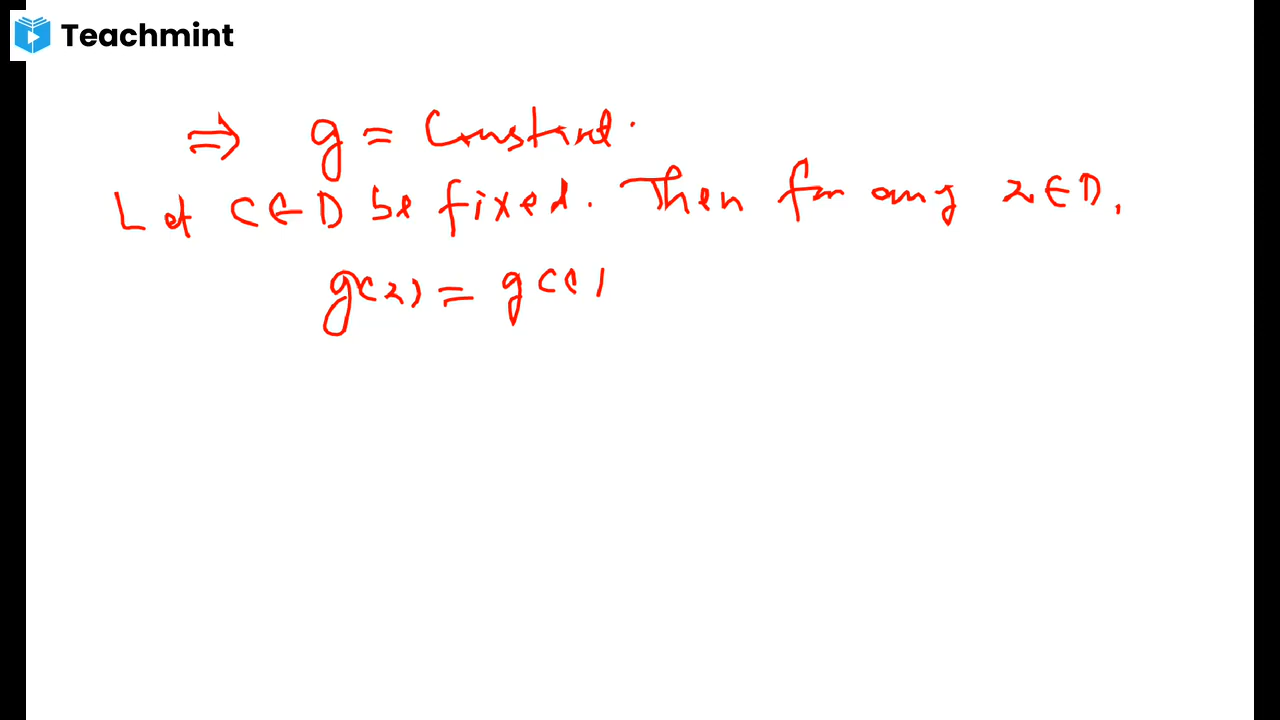 Teachmint
⇒ g = Constant.
Let C ∈ D be fixed. Then for any z ∈ D,
g(z) = g(c)